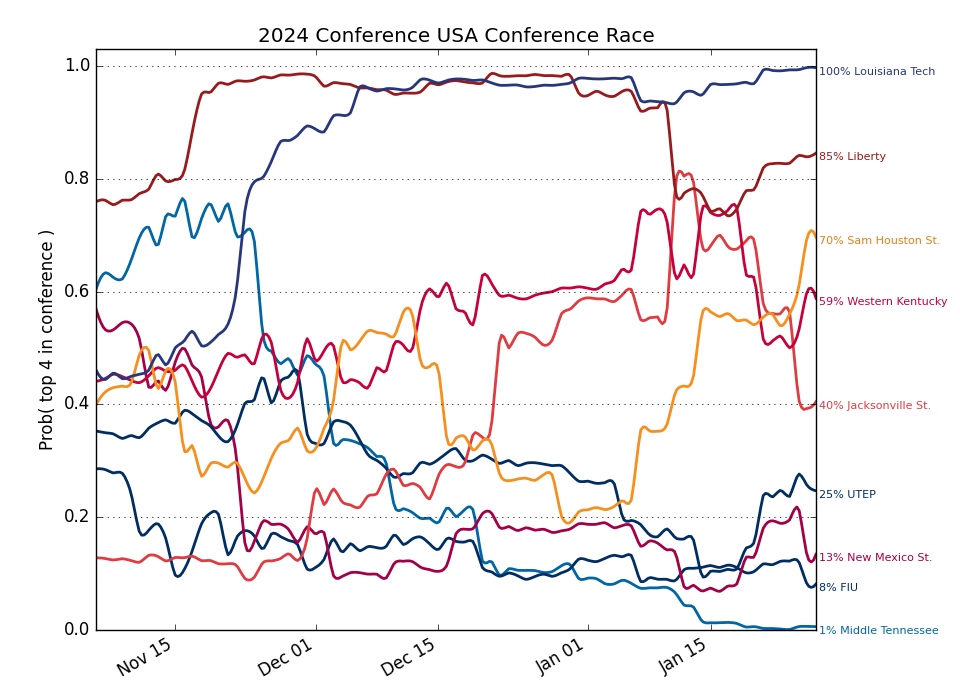 2024 Conference USA Conference Race
Prob( top 4 in conference )
1.0
0.8
0.6
0.4
0.2
0.0
Nov 15
Dec 01
Dec 15
Jan 01
Jan 15
100% Louisiana Tech
85% Liberty
70% Sam Houston St.
59% Western Kentucky
40% Jacksonville St.
25% UTEP
13% New Mexico St.
8% FIU
1% Middle Tennessee